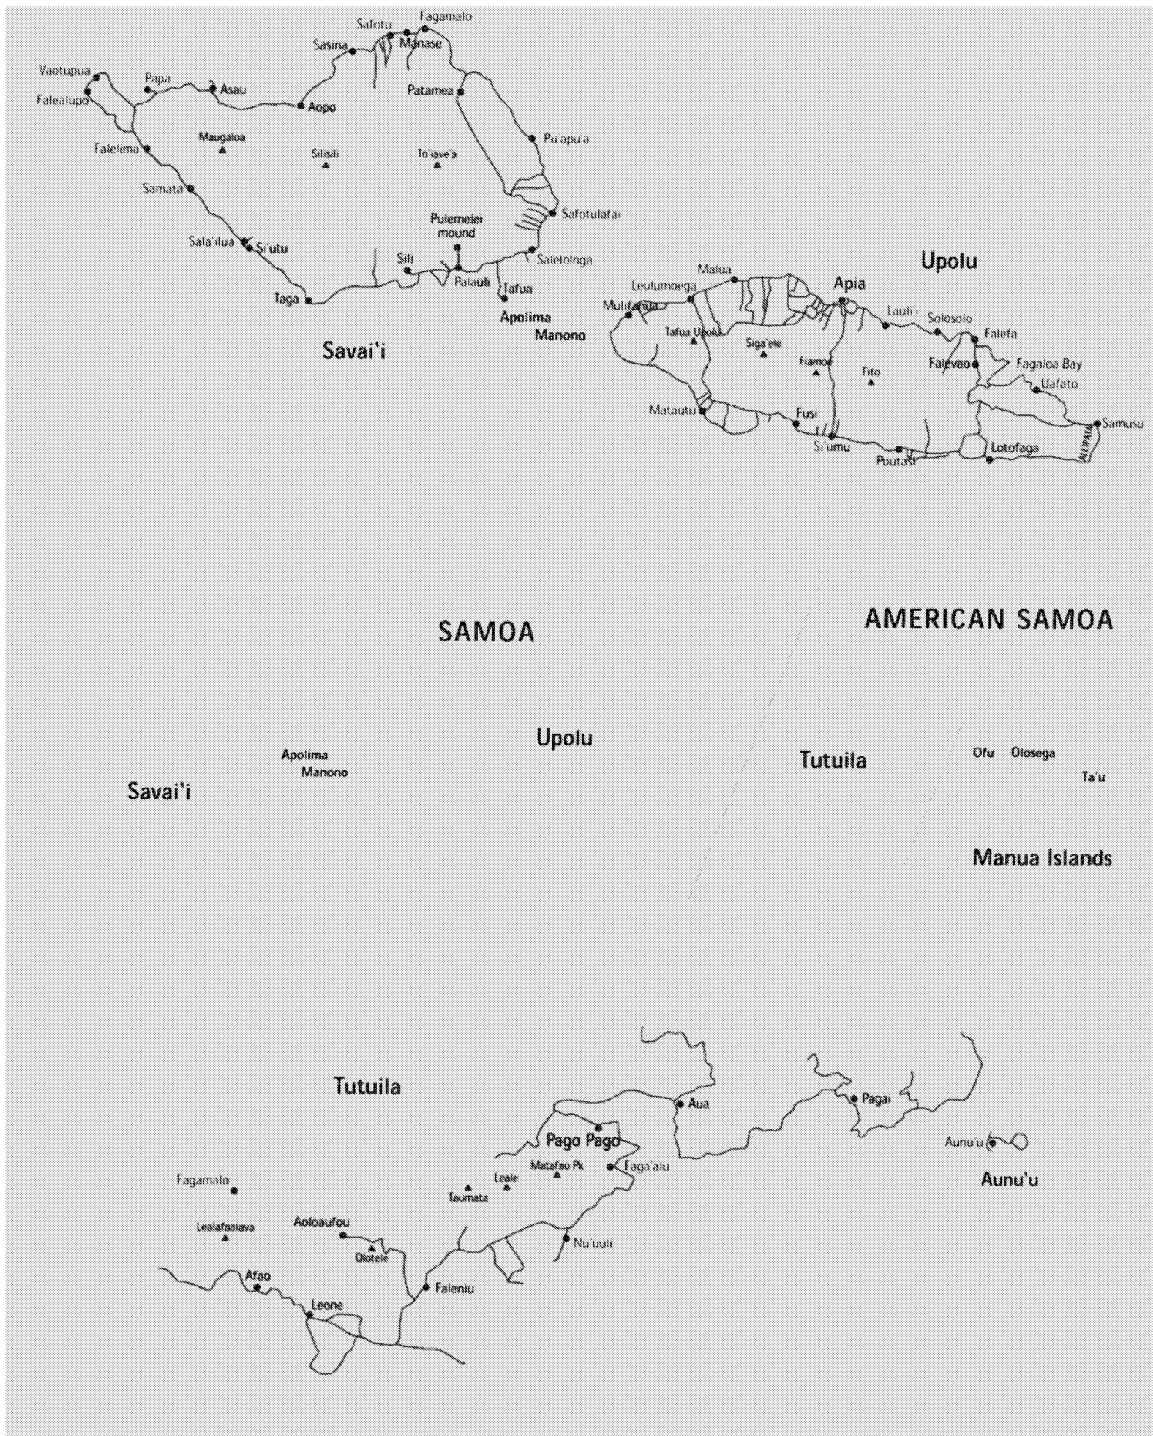 Fagamalo
Safotu
Manase
Sasina
Vaotupua
Papa
Asau
Patamea
Falealupo
Aopo
Maugaloa
Pu'apu'a
Falelima
Silisili
To'iave'a
Samata
Safotulafai
Pulemelei
mound
Sala'ilua
Si'utu
Sili
Palauli
Salelologa
Tafua
Taga
Apolima
Manono
Savai'i
Upolu
Malua
Leulumoega
Apia
Mulifanua
Lauli'i
Solosolo
Tafua Upolu
Siga'ele
Falefa
Fiamoe
Fito
Falevao
Fagaloa Bay
Uafato
Matautu
Fusi
Samusu
Si'umu
ALEIPATA
Poutasi
Lotofaga
AMERICAN SAMOA
SAMOA
Upolu
Apolima
Manono
Tutuila
Ofu Olosega
Ta'u
Savai'i
Manua Islands
Tutuila
Aua
Pagai
Pago Pago
Aunu'u
Matafao Pk
Faga'alu
Leale
Taumata
Aunu'u
Fagamalo
Aoloaufou
Olotele
Nu'uuli
Afao
Faleniu
Leone